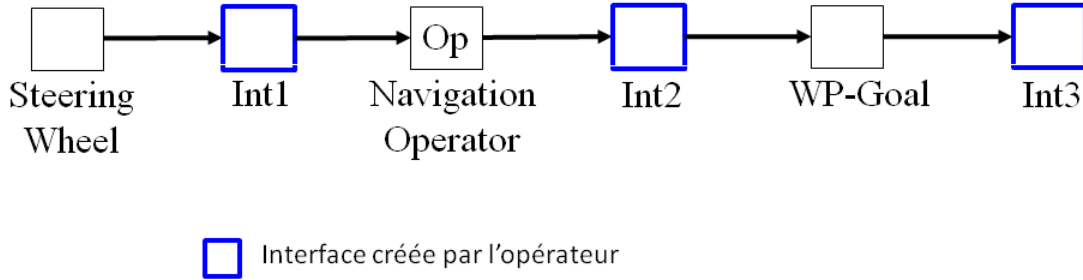 Op
Steering
Wheel
Int1
Navigation
Operator
Int2
WP-Goal
Int3
Interface créée par l'opérateur